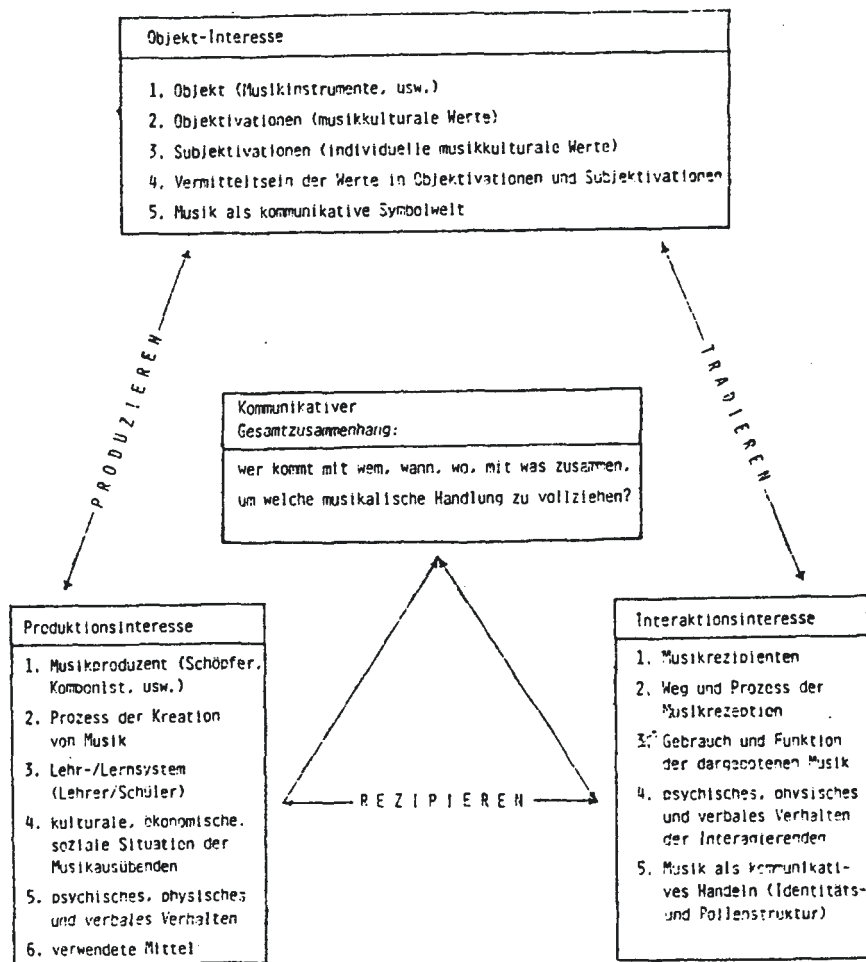 Objekt-Interesse
1. Objekt (Musikinstrumente, usw.)
2. Objektivationen (musikkulturale Werte)
3. Subjektivationen (individuelle musikkulturale Werte)
4. Vermitteltsein der Werte in Objektivationen und Subjektivationen
5. Musik als kommunikative Symbolwelt
PRODUZIEREN
TRADIEREN
Kommunikativer
Gesamtzusammenhang:
wer kommt mit wem, wann, wo, mit was zusammen,
um welche musikalische Handlung zu vollziehen?
Produktionsinteresse
1. Musikproduzent (Schöpfer,
Komponist, usw.)
2. Prozess der Kreation
von Musik
3. Lehr-/Lernsystem
(Lehrer/Schüler)
4. kulturale, ökonomische,
soziale Situation der
Musikausübenden
5. psychisches, physisches
und verbales Verhalten
6. verwendete Mittel
REZIPIEREN
Interaktionsinteresse
1. Musikrezipienten
2. Weg und Prozess der
Musikrezeption
3. Gebrauch und Funktion
der dargebotenen Musik
4. psychisches, physisches
und verbales Verhalten
der Interagierenden
5. Musik als kommunikati-
ves Handeln (Identitäts-
und Rollenstruktur)